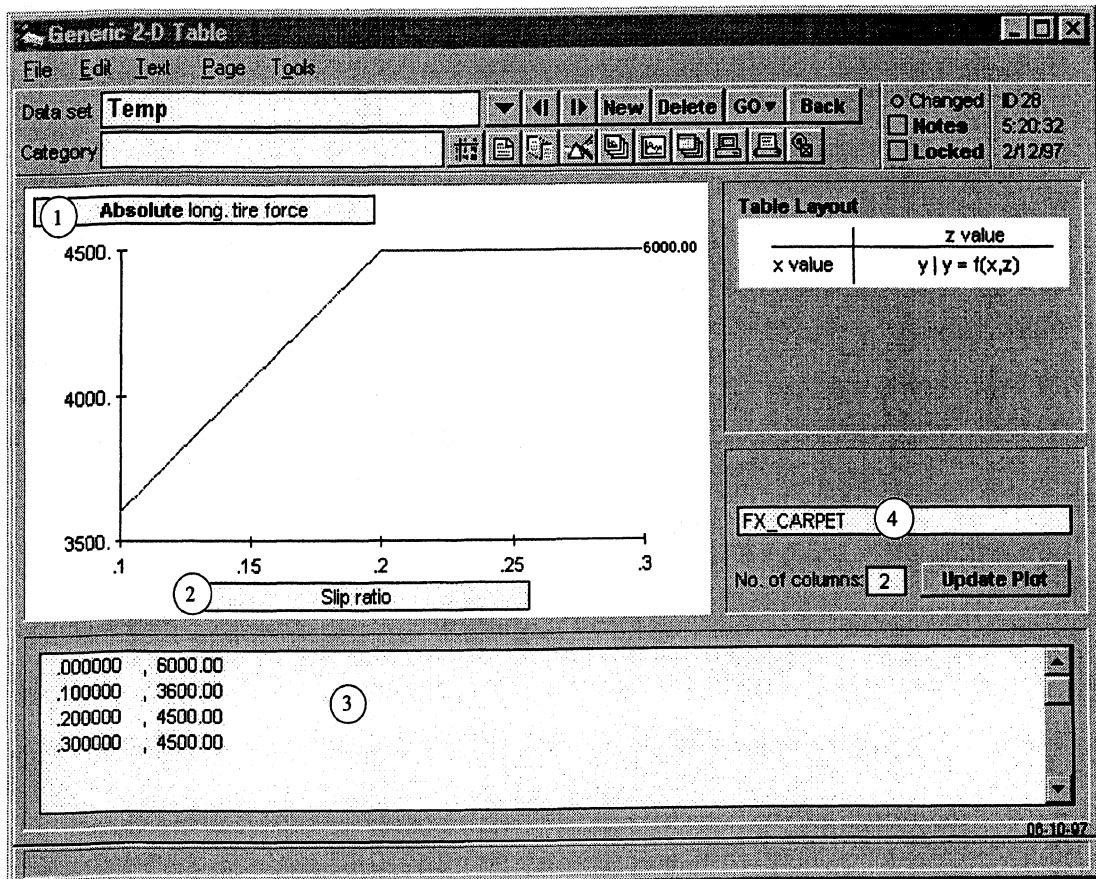 Generic 2-D Table
File Edit Text Page Tools
Data set Temp New Delete GO Back Changed ID 28
Notes 5:20:32
Category Locked 2/12/97
1 Absolute long. tire force
4500. 6000.00
4000.
3500.
.1 .15 .2 .25 .3
2 Slip ratio
Table Layout
z value
x value y | y = f(x,z)
FX_CARPET 4
No. of columns: 2 Update Plot
.000000 , 6000.00
.100000 , 3600.00
.200000 , 4500.00
.300000 , 4500.00
3
06-10-97